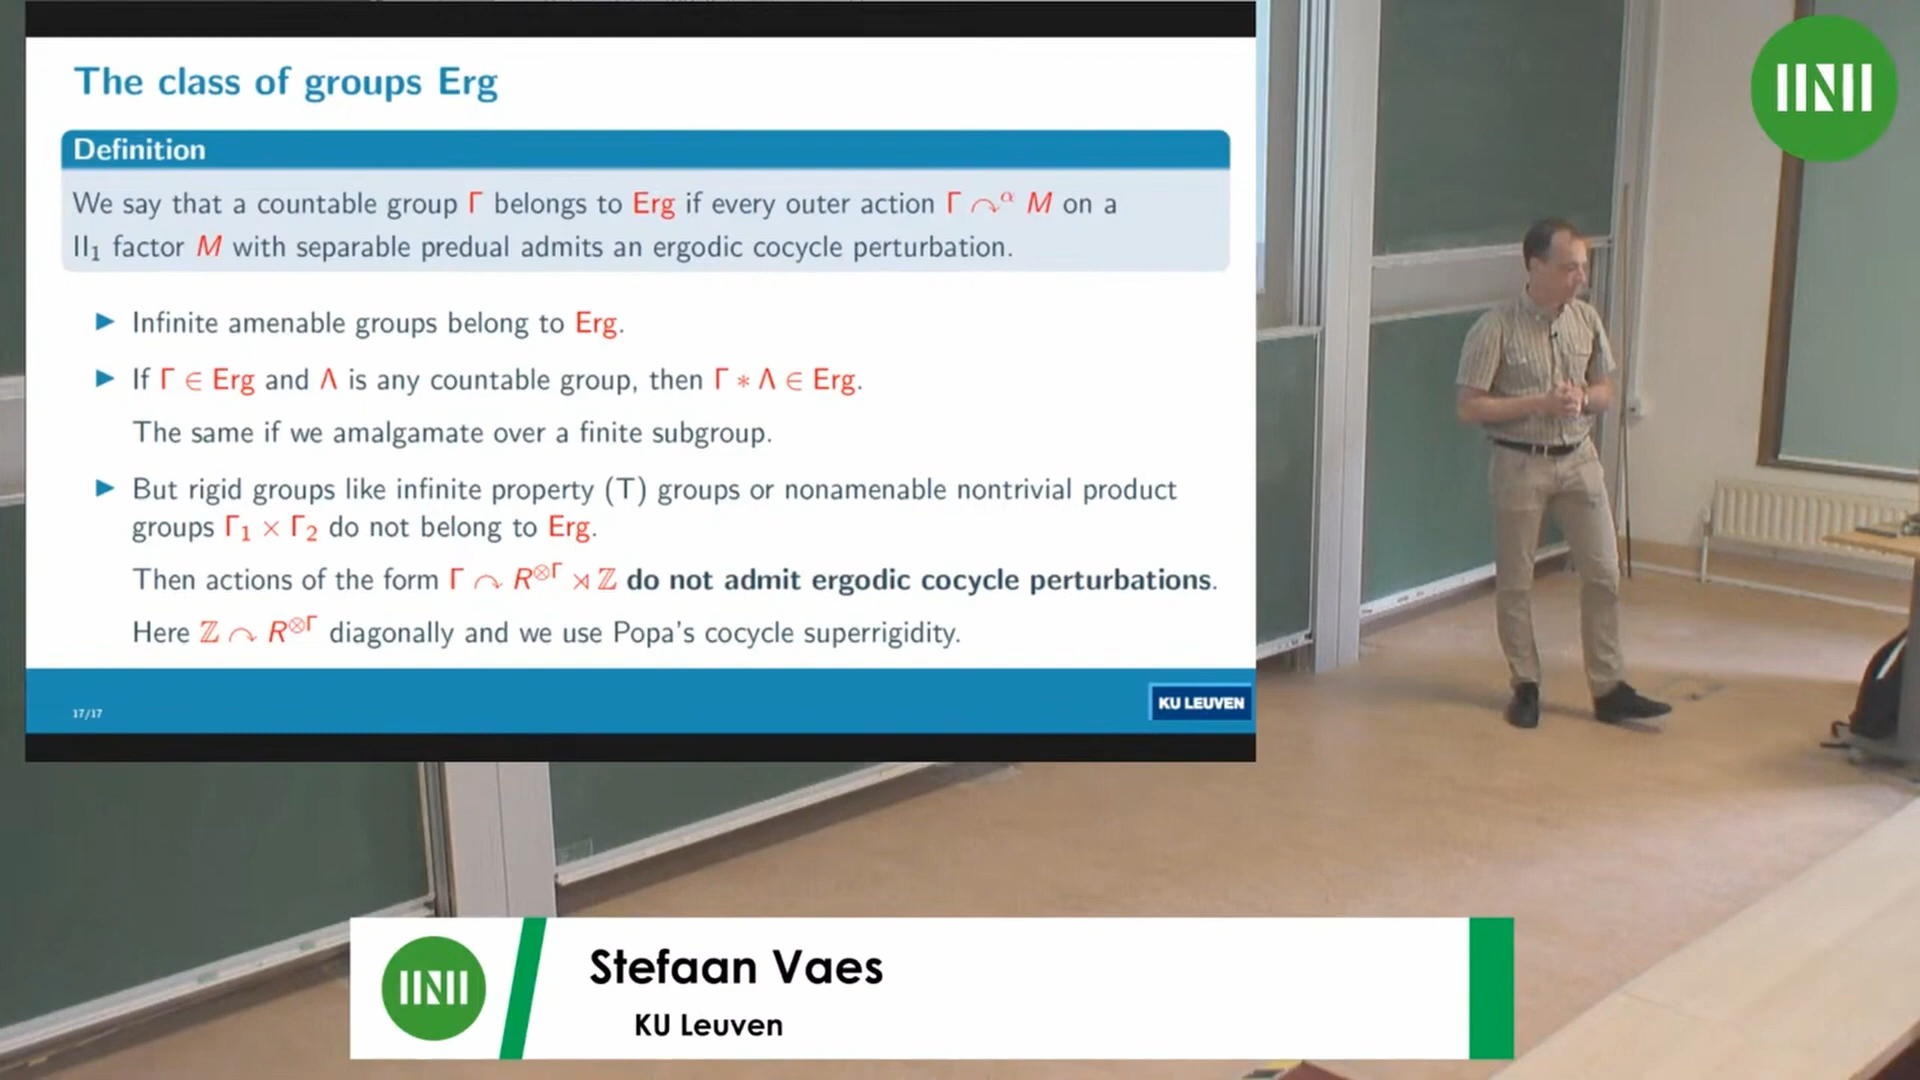 The class of groups Erg
Definition
We say that a countable group Γ belongs to Erg if every outer action Γ ↷^α M on a
II₁ factor M with separable predual admits an ergodic cocycle perturbation.
▶ Infinite amenable groups belong to Erg.
▶ If Γ ∈ Erg and Λ is any countable group, then Γ ∗ Λ ∈ Erg.
The same if we amalgamate over a finite subgroup.
▶ But rigid groups like infinite property (T) groups or nonamenable nontrivial product
groups Γ₁ × Γ₂ do not belong to Erg.
Then actions of the form Γ ↷ R^⊗Γ ⋊ ℤ do not admit ergodic cocycle perturbations.
Here ℤ ↷ R^⊗Γ diagonally and we use Popa's cocycle superrigidity.
17/17
KU LEUVEN
Stefaan Vaes
KU Leuven